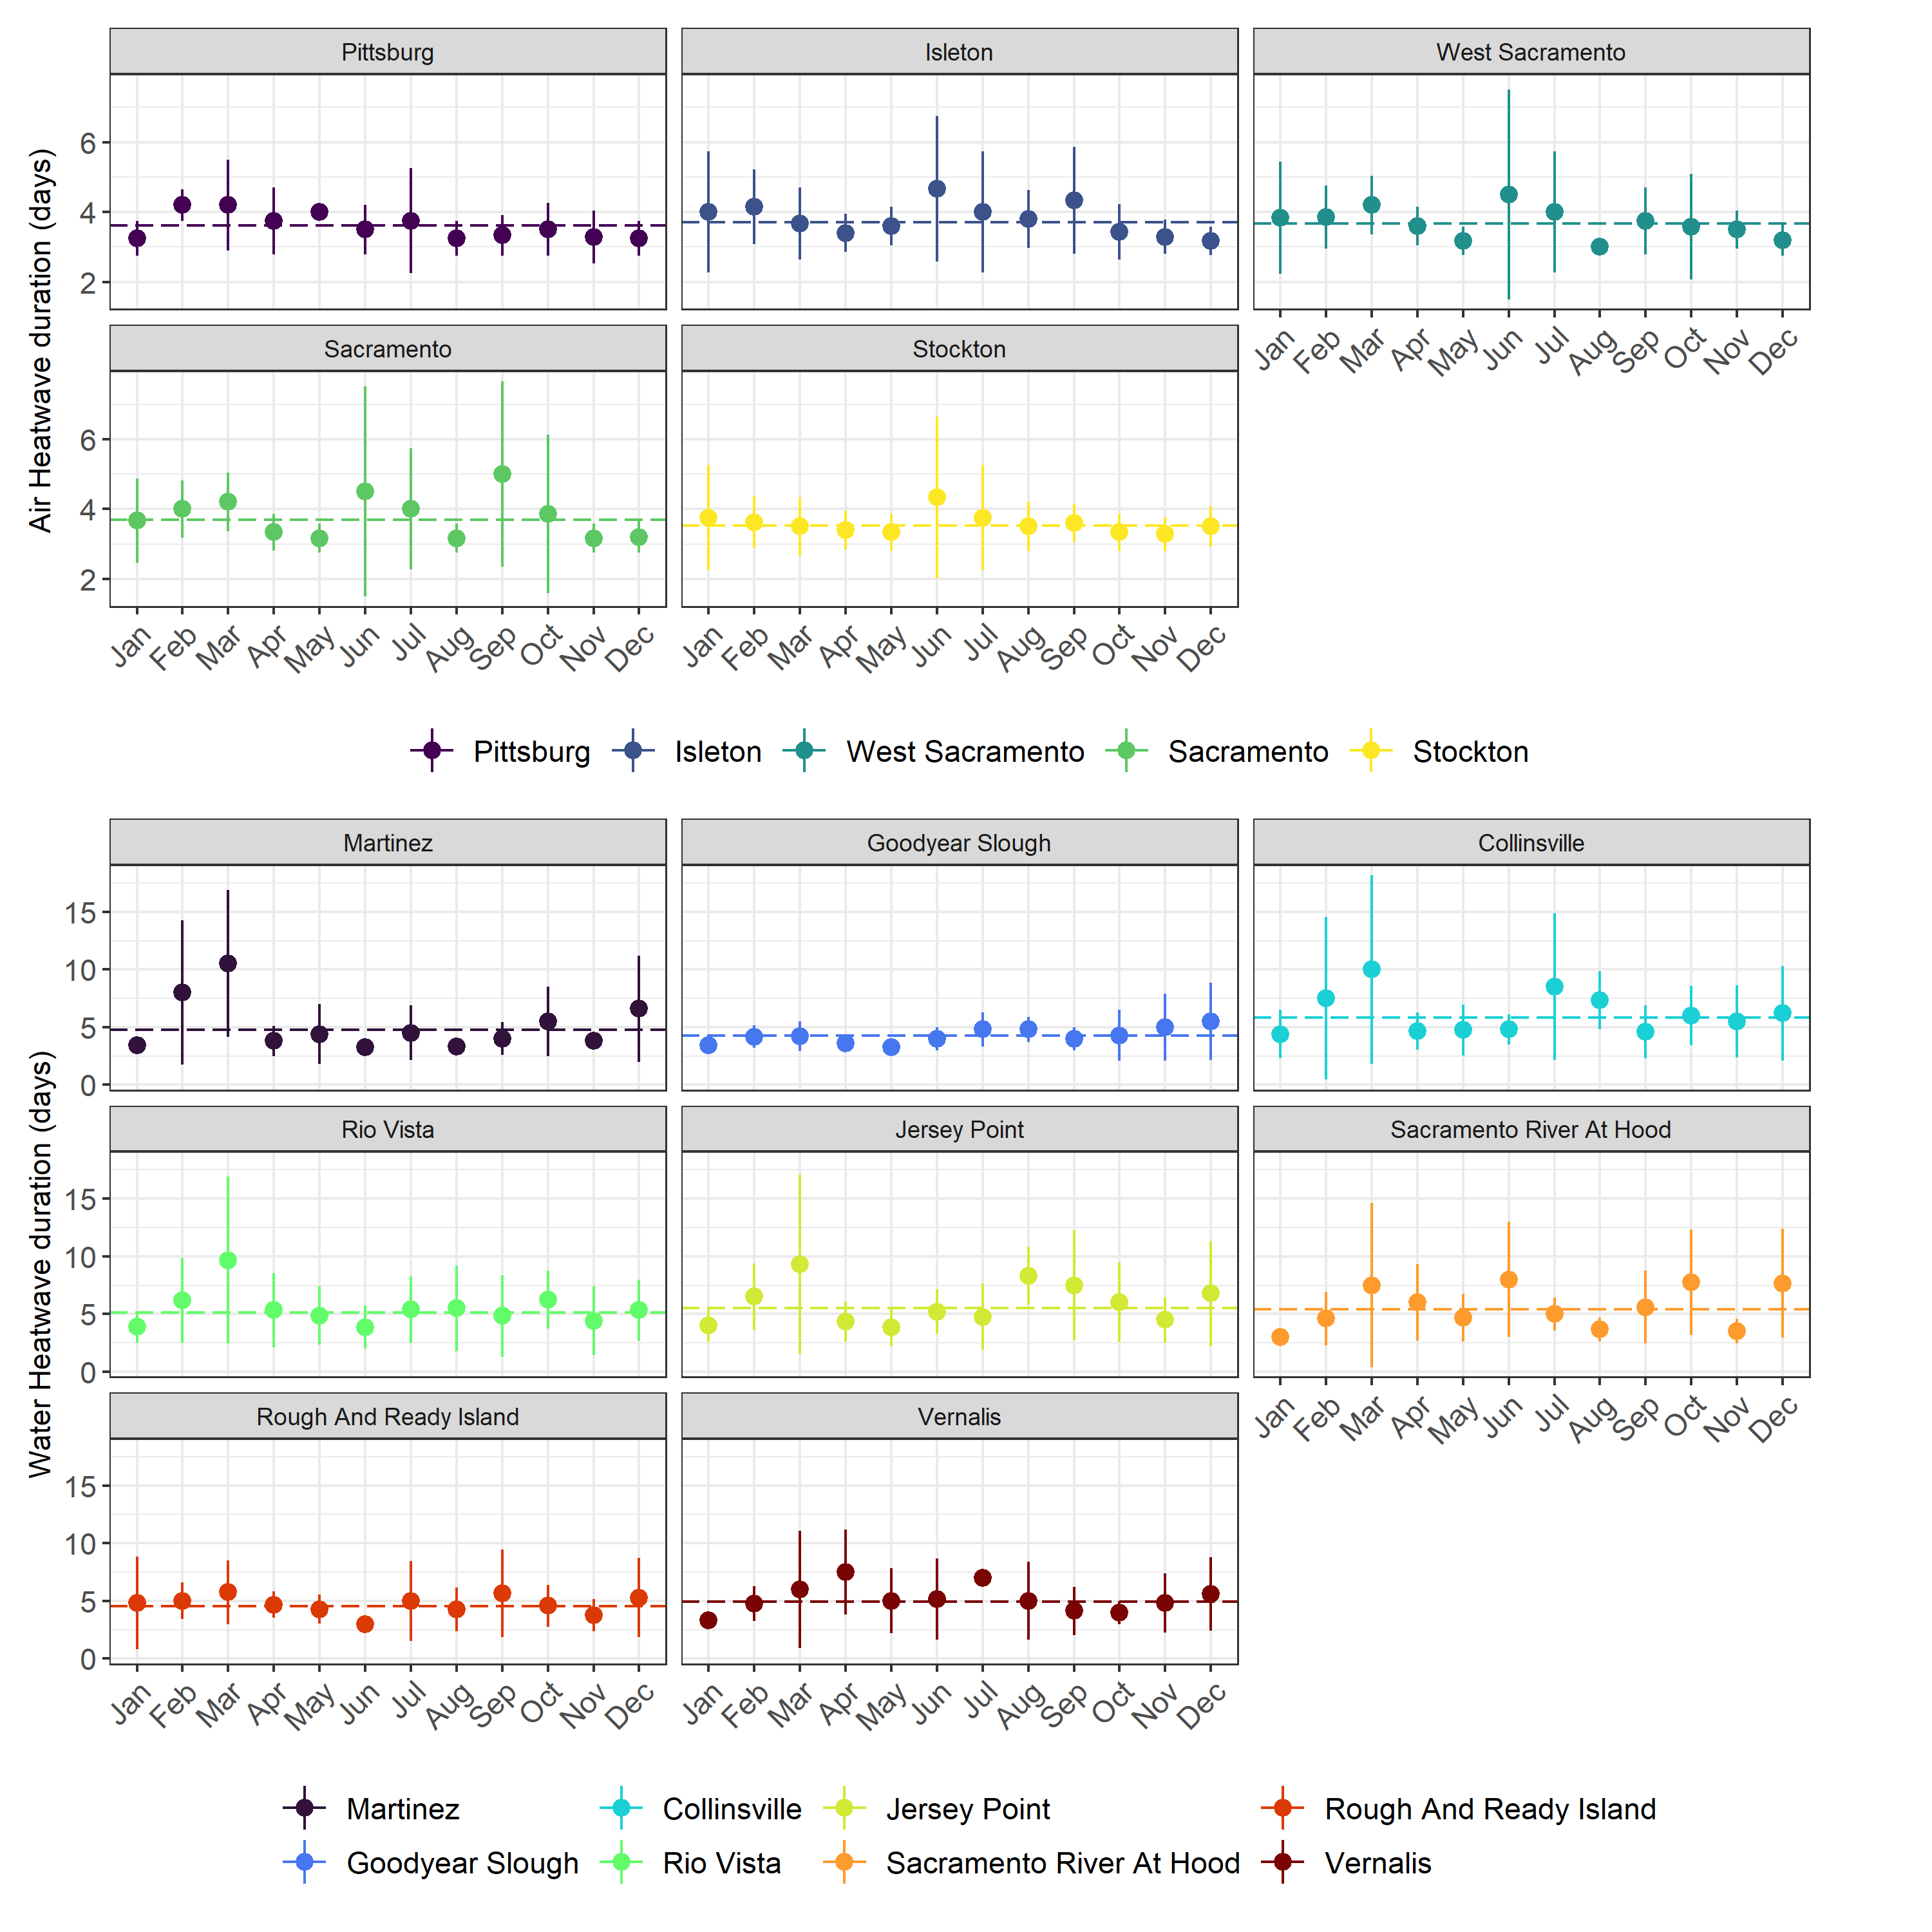 Pittsburg
Isleton
West Sacramento
Air Heatwave duration (days)
6
4
2
Jan Feb Mar Apr May Jun Jul Aug Sep Oct Nov Dec
Sacramento
Stockton
6
4
2
Jan Feb Mar Apr May Jun Jul Aug Sep Oct Nov Dec
Jan Feb Mar Apr May Jun Jul Aug Sep Oct Nov Dec
Pittsburg Isleton West Sacramento Sacramento Stockton
Martinez
Goodyear Slough
Collinsville
Water Heatwave duration (days)
15
10
5
0
Rio Vista
Jersey Point
Sacramento River At Hood
15
10
5
0
Jan Feb Mar Apr May Jun Jul Aug Sep Oct Nov Dec
Rough And Ready Island
Vernalis
15
10
5
0
Jan Feb Mar Apr May Jun Jul Aug Sep Oct Nov Dec
Jan Feb Mar Apr May Jun Jul Aug Sep Oct Nov Dec
Martinez Collinsville Jersey Point Rough And Ready Island
Goodyear Slough Rio Vista Sacramento River At Hood Vernalis